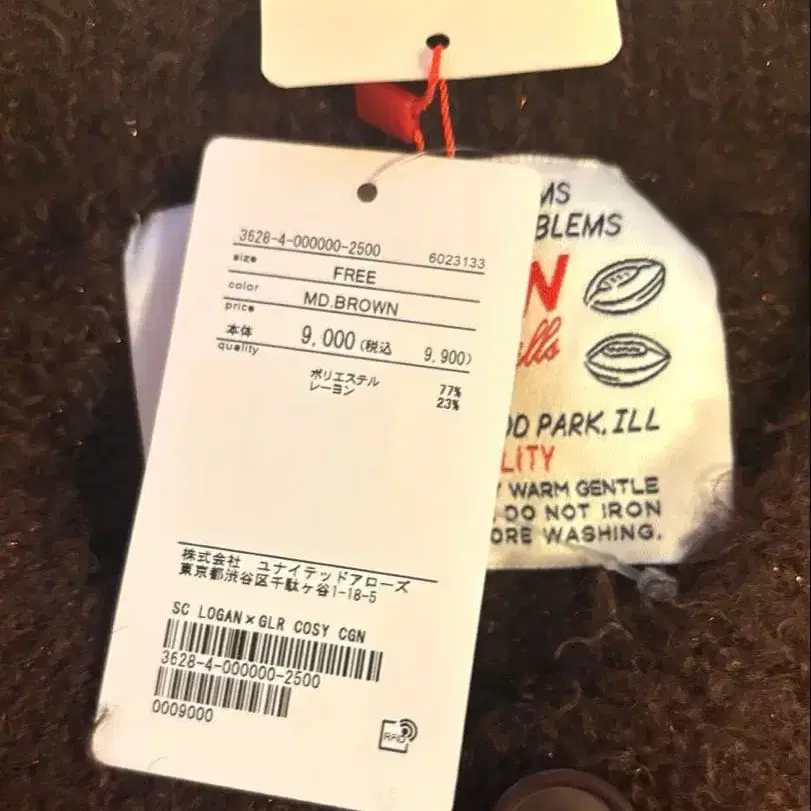 3628-4-000000-2500 6023133
size FREE
color MD.BROWN
price
本体 9,000 (税込 9,900)
quality
ポリエステル 77%
レーヨン 23%
株式会社 ユナイテッドアローズ
東京都渋谷区千駄ヶ谷1-18-5
SC LOGAN×GLR COSY CGN
3628-4-000000-2500
0009000
RFID
MS
BLEMS
N
lls
OD PARK, ILL
LITY
WARM GENTLE
DO NOT IRON
ORE WASHING.